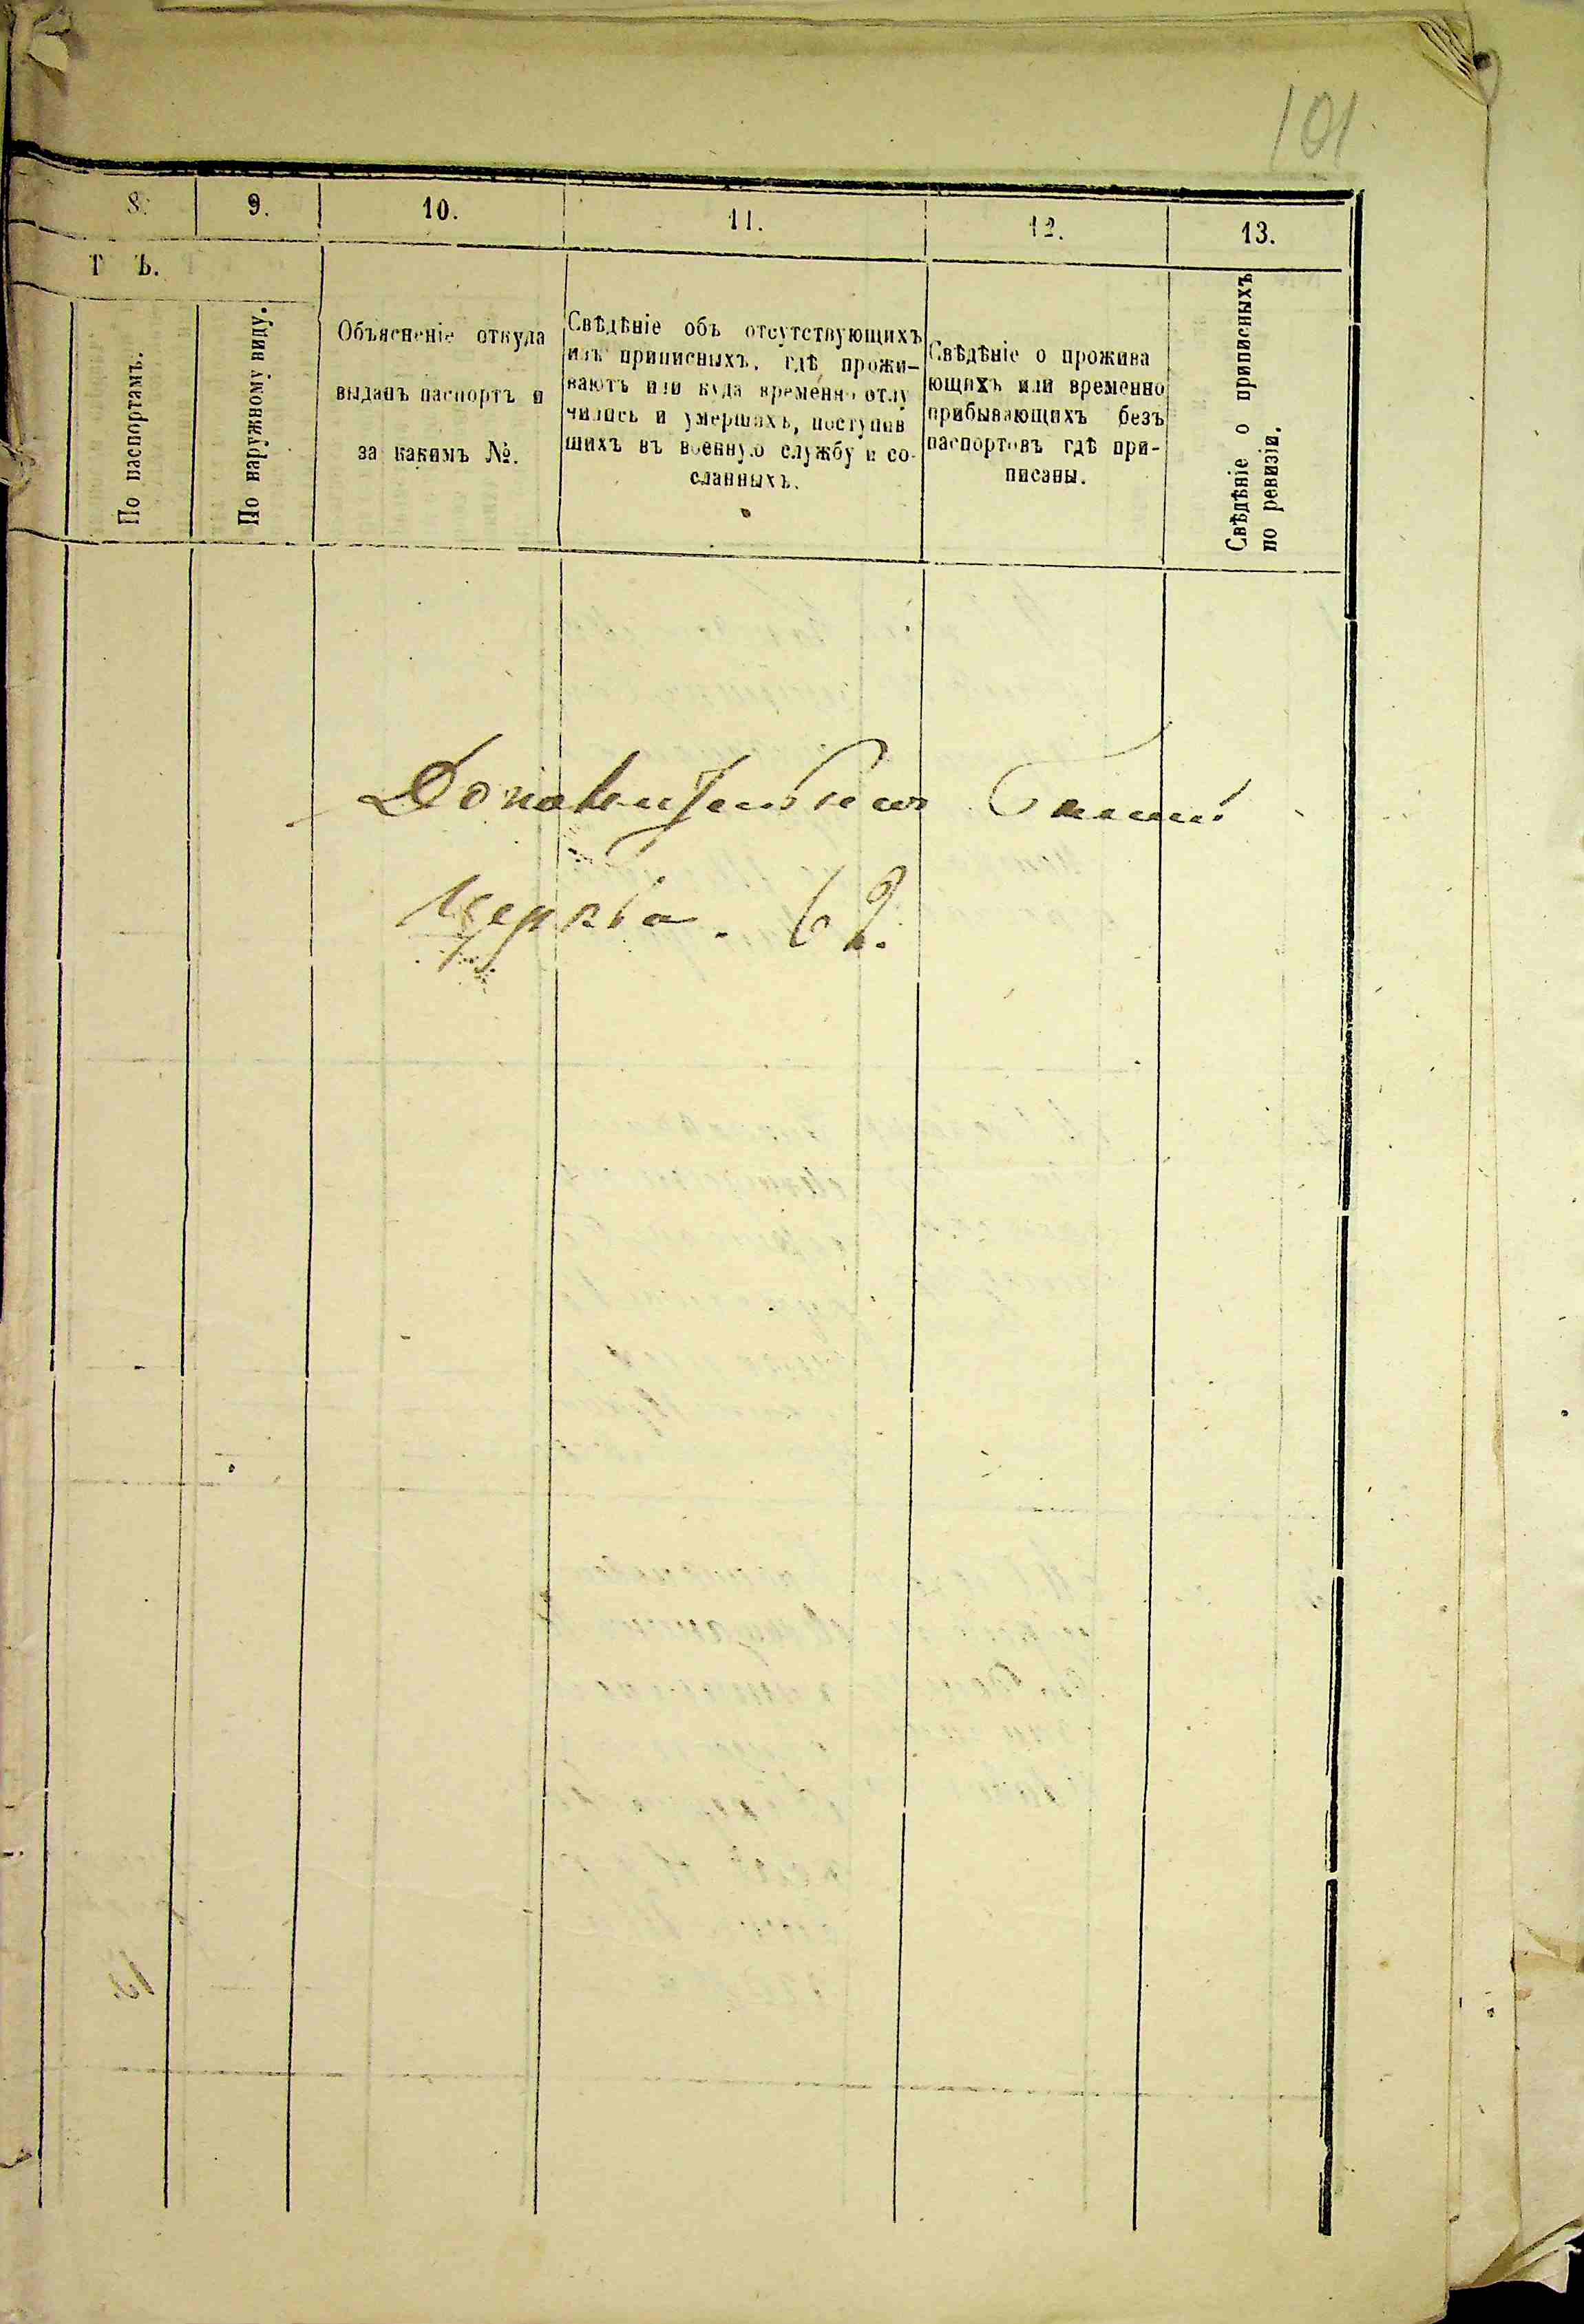 101
8. 9. 10. 11. 12. 13.
Т Ъ.
По паспортамъ.
По наружному виду.
Объясненіе откуда
выданъ паспортъ и
за какимъ №.
Свѣдѣніе объ отсутствующихъ
изъ приписныхъ, гдѣ прожи-
ваютъ или куда временно отлу
чились и умершихъ, поступив
шихъ въ военную службу и со-
сланныхъ.
Свѣдѣніе о прожива
ющихъ или временно
прибывающихъ безъ
паспортовъ гдѣ при-
писаны.
Свѣдѣніе о приписныхъ
по ревизіи.
церква. 62.